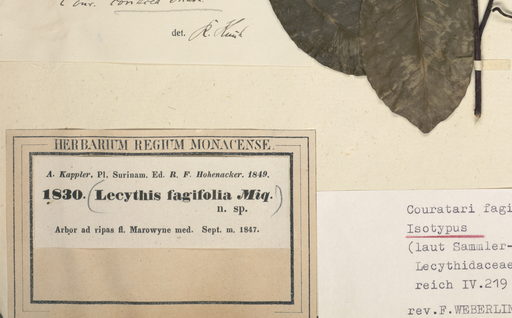 det. R. Knuth
HERBARIUM REGIUM MONACENSE.
A. Kappler, Pl. Surinam. Ed. R. F. Hohenacker. 1849.
1830. (Lecythis fagifolia Miq.)
n. sp.
Arbor ad ripas fl. Marowyne med. Sept. m. 1847.
Couratari fagi
Isotypus
(laut Sammler-
Lecythidaceae
reich IV.219
rev.F.WEBERLIN